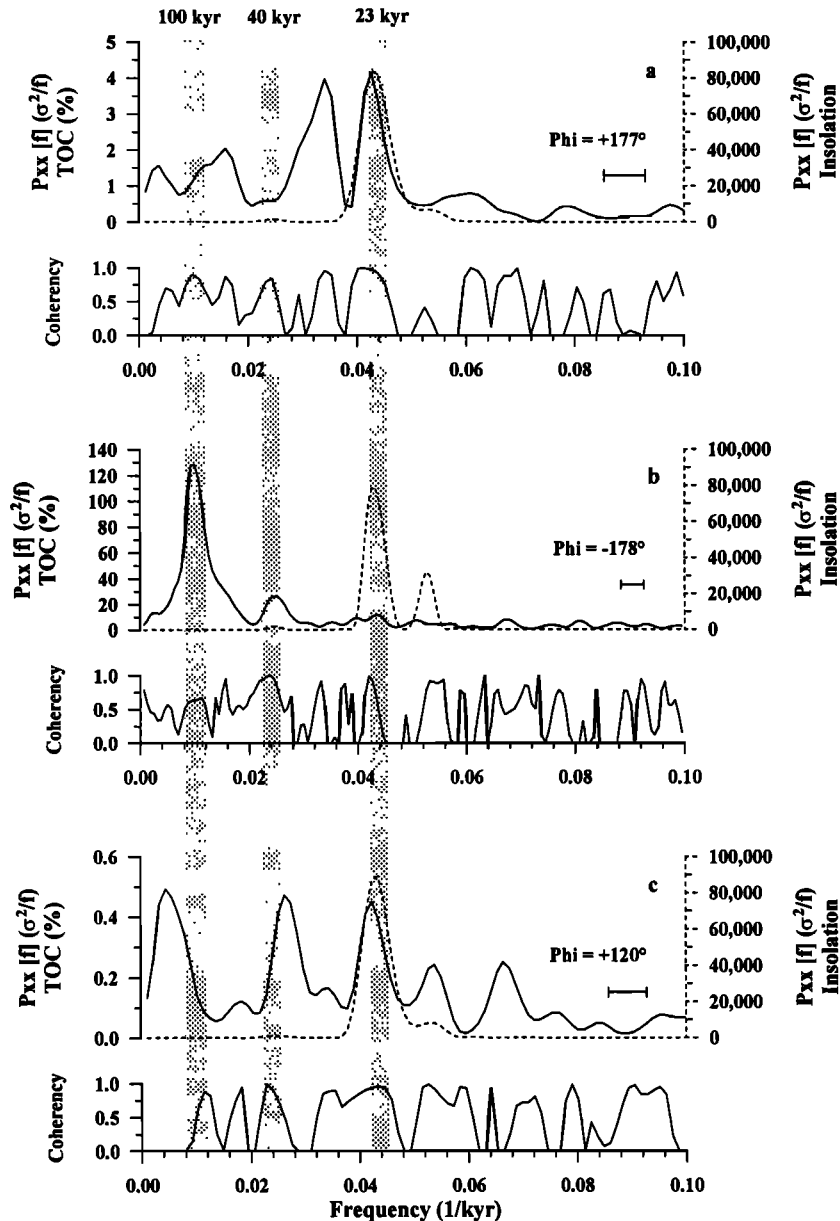 100 kyr 40 kyr 23 kyr
5 4 3 2 1 0
Pxx [f] (σ²/f)
TOC (%)
a
Phi = +177°
100,000 80,000 60,000 40,000 20,000 0
Pxx [f] (σ²/f)
Insolation
1.0 0.5 0.0
Coherency
0.00 0.02 0.04 0.06 0.08 0.10
140 120 100 80 60 40 20 0
Pxx [f] (σ²/f)
TOC (%)
b
Phi = -178°
100,000 80,000 60,000 40,000 20,000 0
Pxx [f] (σ²/f)
Insolation
1.0 0.5 0.0
Coherency
0.00 0.02 0.04 0.06 0.08 0.10
0.6 0.4 0.2 0.0
Pxx [f] (σ²/f)
TOC (%)
c
Phi = +120°
100,000 80,000 60,000 40,000 20,000 0
Pxx [f] (σ²/f)
Insolation
1.0 0.5 0.0
Coherency
0.00 0.02 0.04 0.06 0.08 0.10
Frequency (1/kyr)